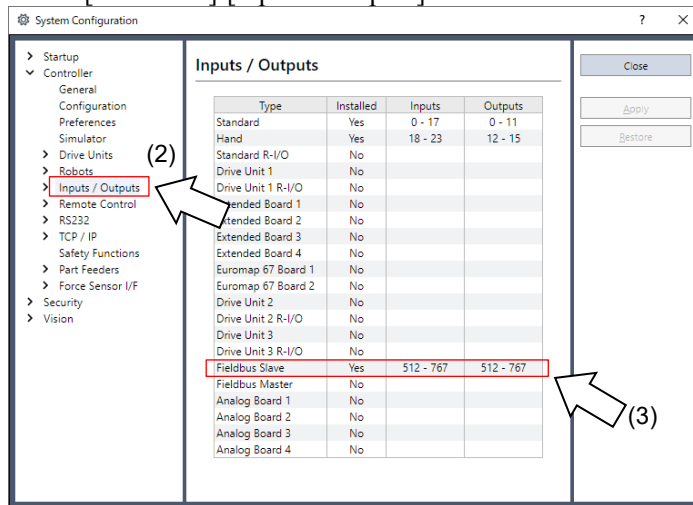 System Configuration ? ×
Startup
Controller
General
Configuration
Preferences
Simulator
Drive Units
Robots
Inputs / Outputs
Remote Control
RS232
TCP / IP
Safety Functions
Part Feeders
Force Sensor I/F
Security
Vision
(2)
Inputs / Outputs
Type Installed Inputs Outputs
Standard Yes 0 - 17 0 - 11
Hand Yes 18 - 23 12 - 15
Standard R-I/O No
Drive Unit 1 No
Drive Unit 1 R-I/O No
Extended Board 1 No
Extended Board 2 No
Extended Board 3 No
Extended Board 4 No
Euromap 67 Board 1 No
Euromap 67 Board 2 No
Drive Unit 2 No
Drive Unit 2 R-I/O No
Drive Unit 3 No
Drive Unit 3 R-I/O No
Fieldbus Slave Yes 512 - 767 512 - 767
Fieldbus Master No
Analog Board 1 No
Analog Board 2 No
Analog Board 3 No
Analog Board 4 No
(3)
Close
Apply
Restore